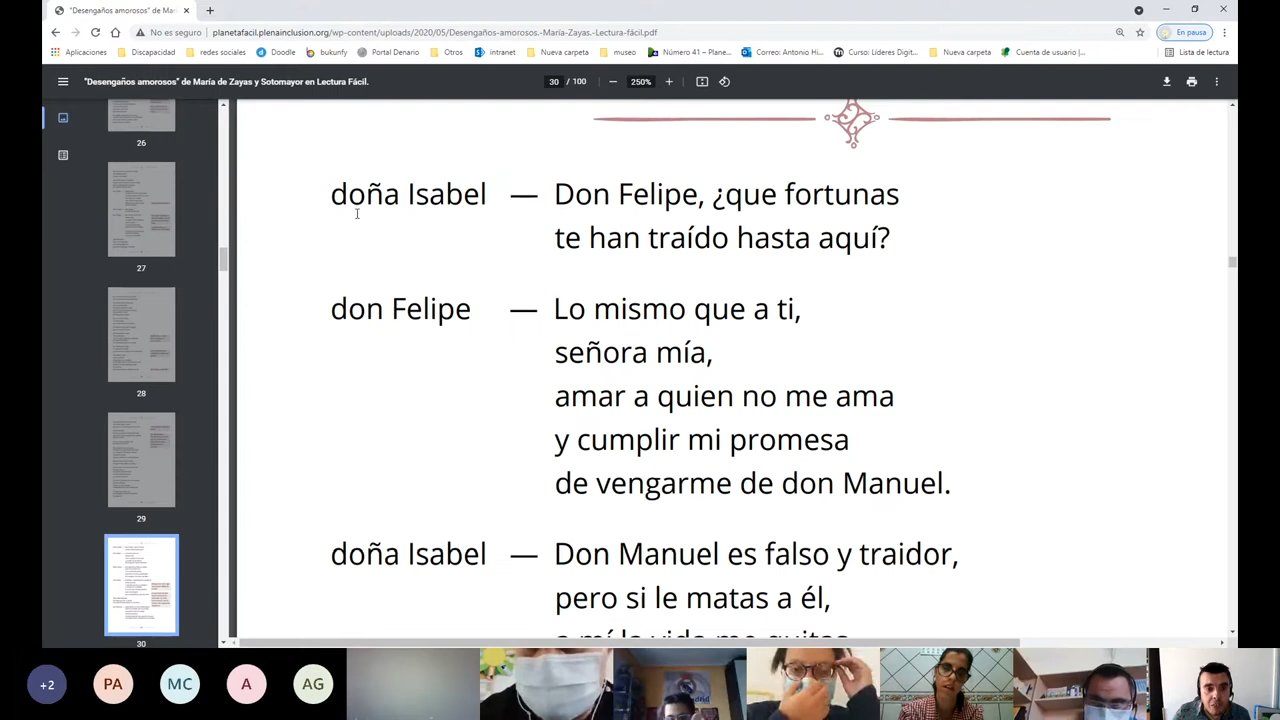 "Desengaños amorosos" de Mar
No es seguro
planetafacil.plenainclusion.org/wp-content/uploads/2020/05/Desengaños-amorosos.-María-Zayas.-Lectura-fácil.pdf
En pausa
Aplicaciones
Discapacidad
redes sociales
Doodle
bukunfy
Portal Denario
Otros
intranet
Nueva carpeta
museo
Número 41 – Plane...
Correo: Antonio Hi...
Curso: Líderes Digit...
Nueva carpeta
Cuenta de usuario |...
Lista de lectura
"Desengaños amorosos" de María de Zayas y Sotomayor en Lectura Fácil.
30 / 100
250%
26
27
28
29
30
doña Isabel — Don Felipe, ¿que fortunas
te han traído hasta aquí?
don Felipe — Lo mismo que a ti,
señora mía,
amar a quien no me ama
y cumplir mi promesa
de vengarme de don Manuel.
doña Isabel — Don Manuel es falso y traidor,
pero si le matas a él,
+2
PA
MC
A
AG